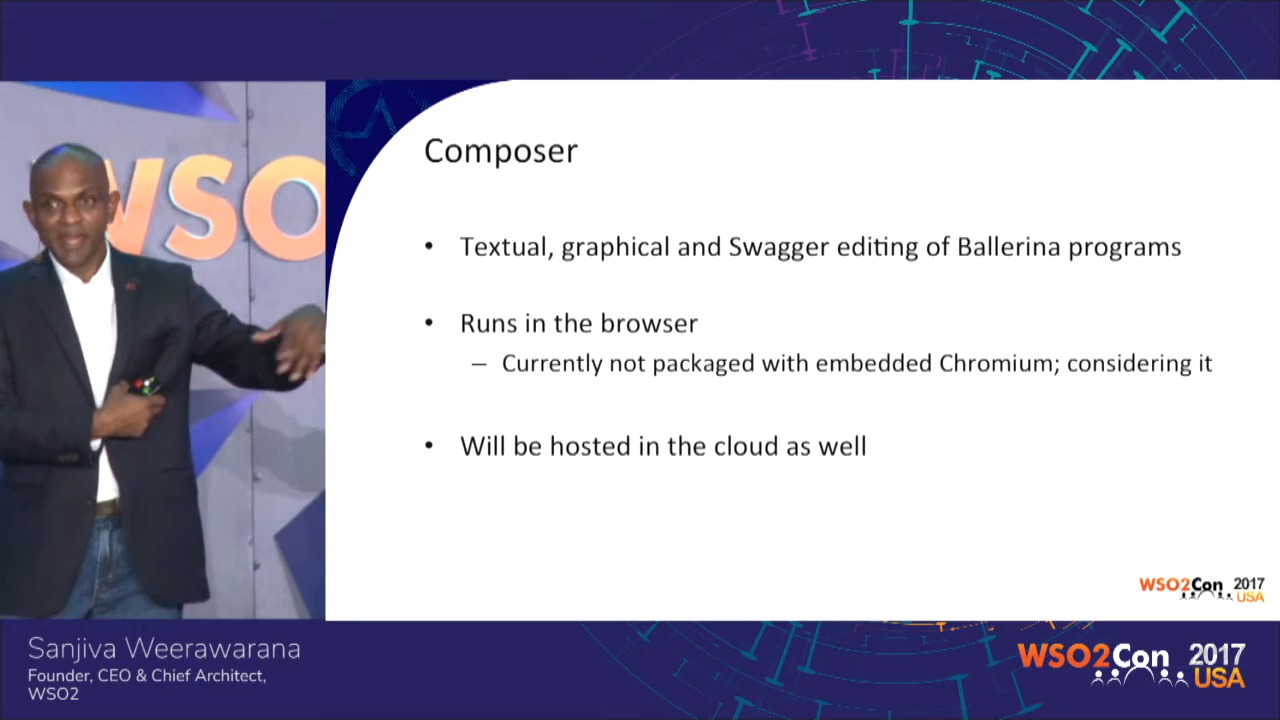 WSO
Composer
• Textual, graphical and Swagger editing of Ballerina programs
• Runs in the browser
– Currently not packaged with embedded Chromium; considering it
• Will be hosted in the cloud as well
WSO2Con 2017
USA
Sanjiva Weerawarana
Founder, CEO & Chief Architect,
WSO2
WSO2Con 2017
USA